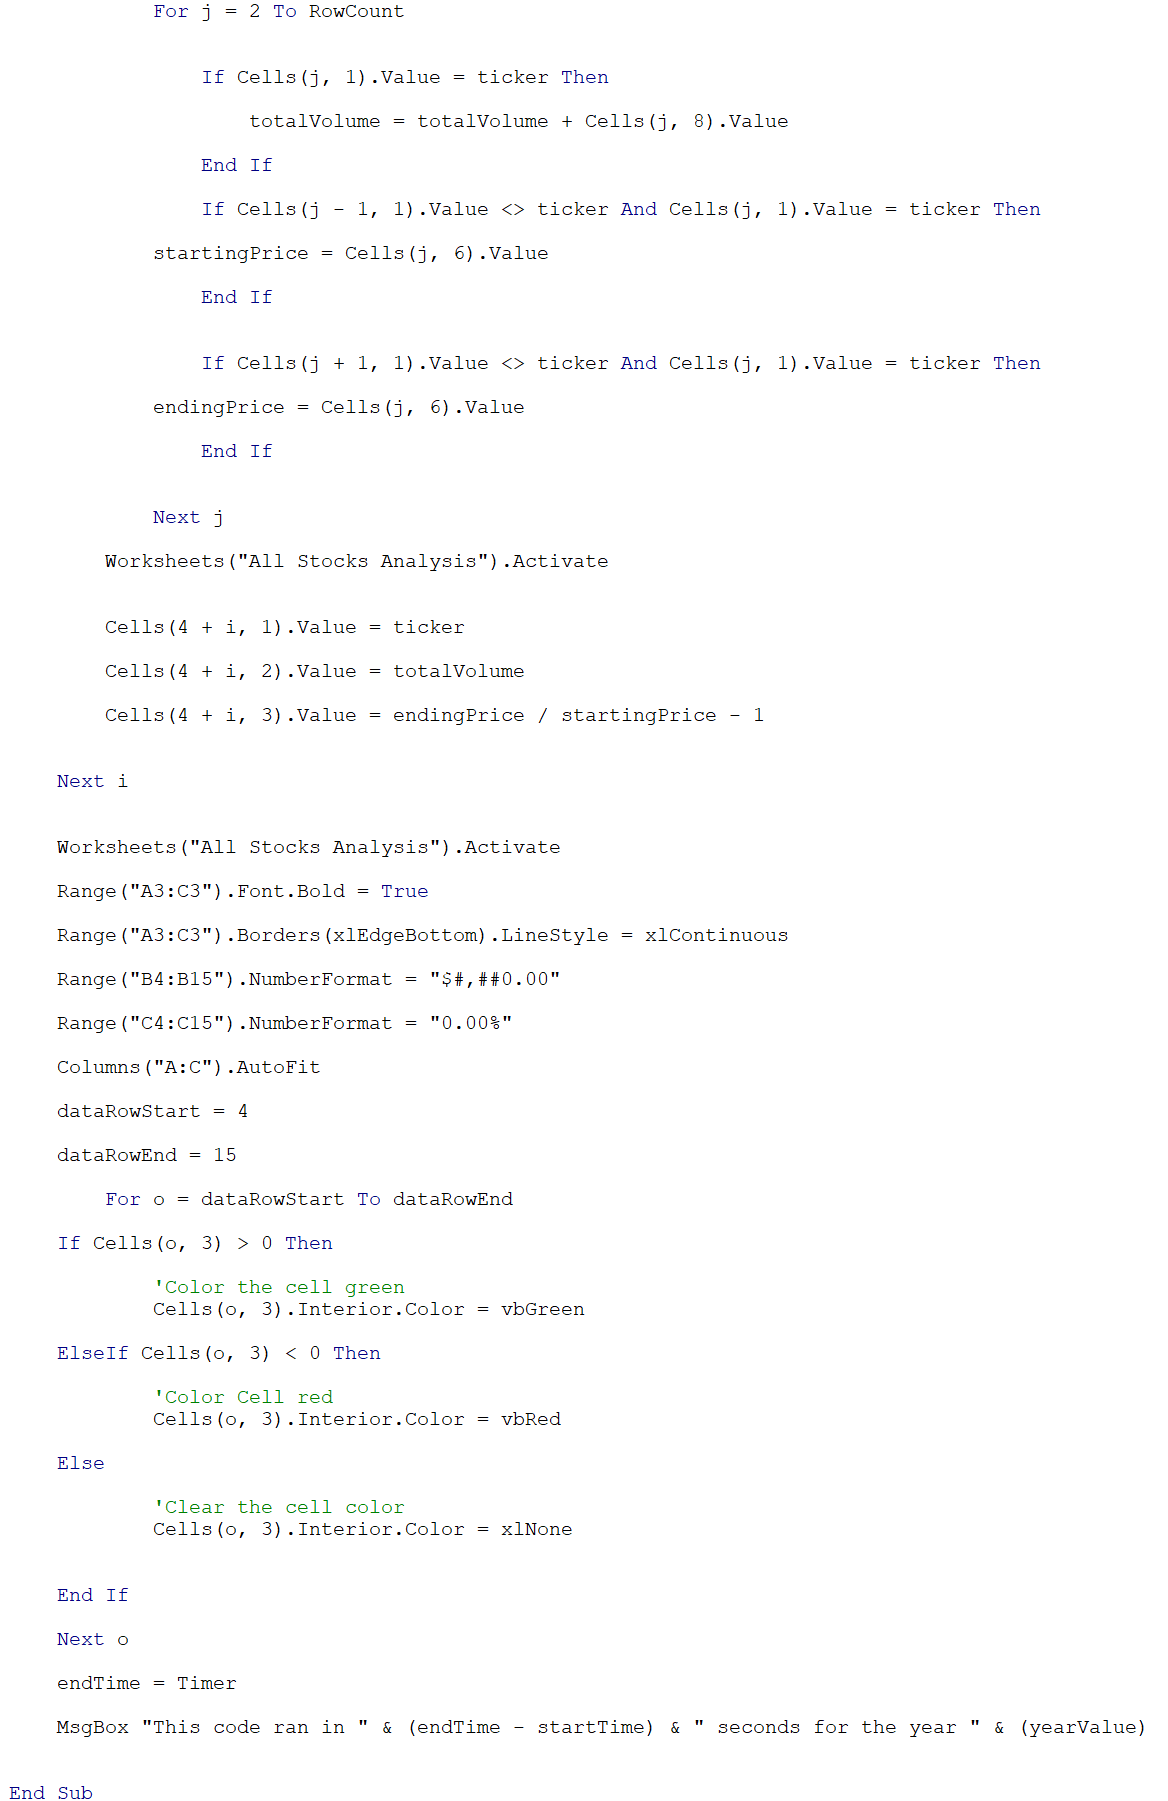 For j = 2 To RowCount
If Cells(j, 1).Value = ticker Then
totalVolume = totalVolume + Cells(j, 8).Value
End If
If Cells(j - 1, 1).Value <> ticker And Cells(j, 1).Value = ticker Then
startingPrice = Cells(j, 6).Value
End If
If Cells(j + 1, 1).Value <> ticker And Cells(j, 1).Value = ticker Then
endingPrice = Cells(j, 6).Value
End If
Next j
Worksheets("All Stocks Analysis").Activate
Cells(4 + i, 1).Value = ticker
Cells(4 + i, 2).Value = totalVolume
Cells(4 + i, 3).Value = endingPrice / startingPrice - 1
Next i
Worksheets("All Stocks Analysis").Activate
Range("A3:C3").Font.Bold = True
Range("A3:C3").Borders(xlEdgeBottom).LineStyle = xlContinuous
Range("B4:B15").NumberFormat = "$#,##0.00"
Range("C4:C15").NumberFormat = "0.00%"
Columns("A:C").AutoFit
dataRowStart = 4
dataRowEnd = 15
For o = dataRowStart To dataRowEnd
If Cells(o, 3) > 0 Then
'Color the cell green
Cells(o, 3).Interior.Color = vbGreen
ElseIf Cells(o, 3) < 0 Then
'Color Cell red
Cells(o, 3).Interior.Color = vbRed
Else
'Clear the cell color
Cells(o, 3).Interior.Color = xlNone
End If
Next o
endTime = Timer
MsgBox "This code ran in " & (endTime - startTime) & " seconds for the year " & (yearValue)
End Sub